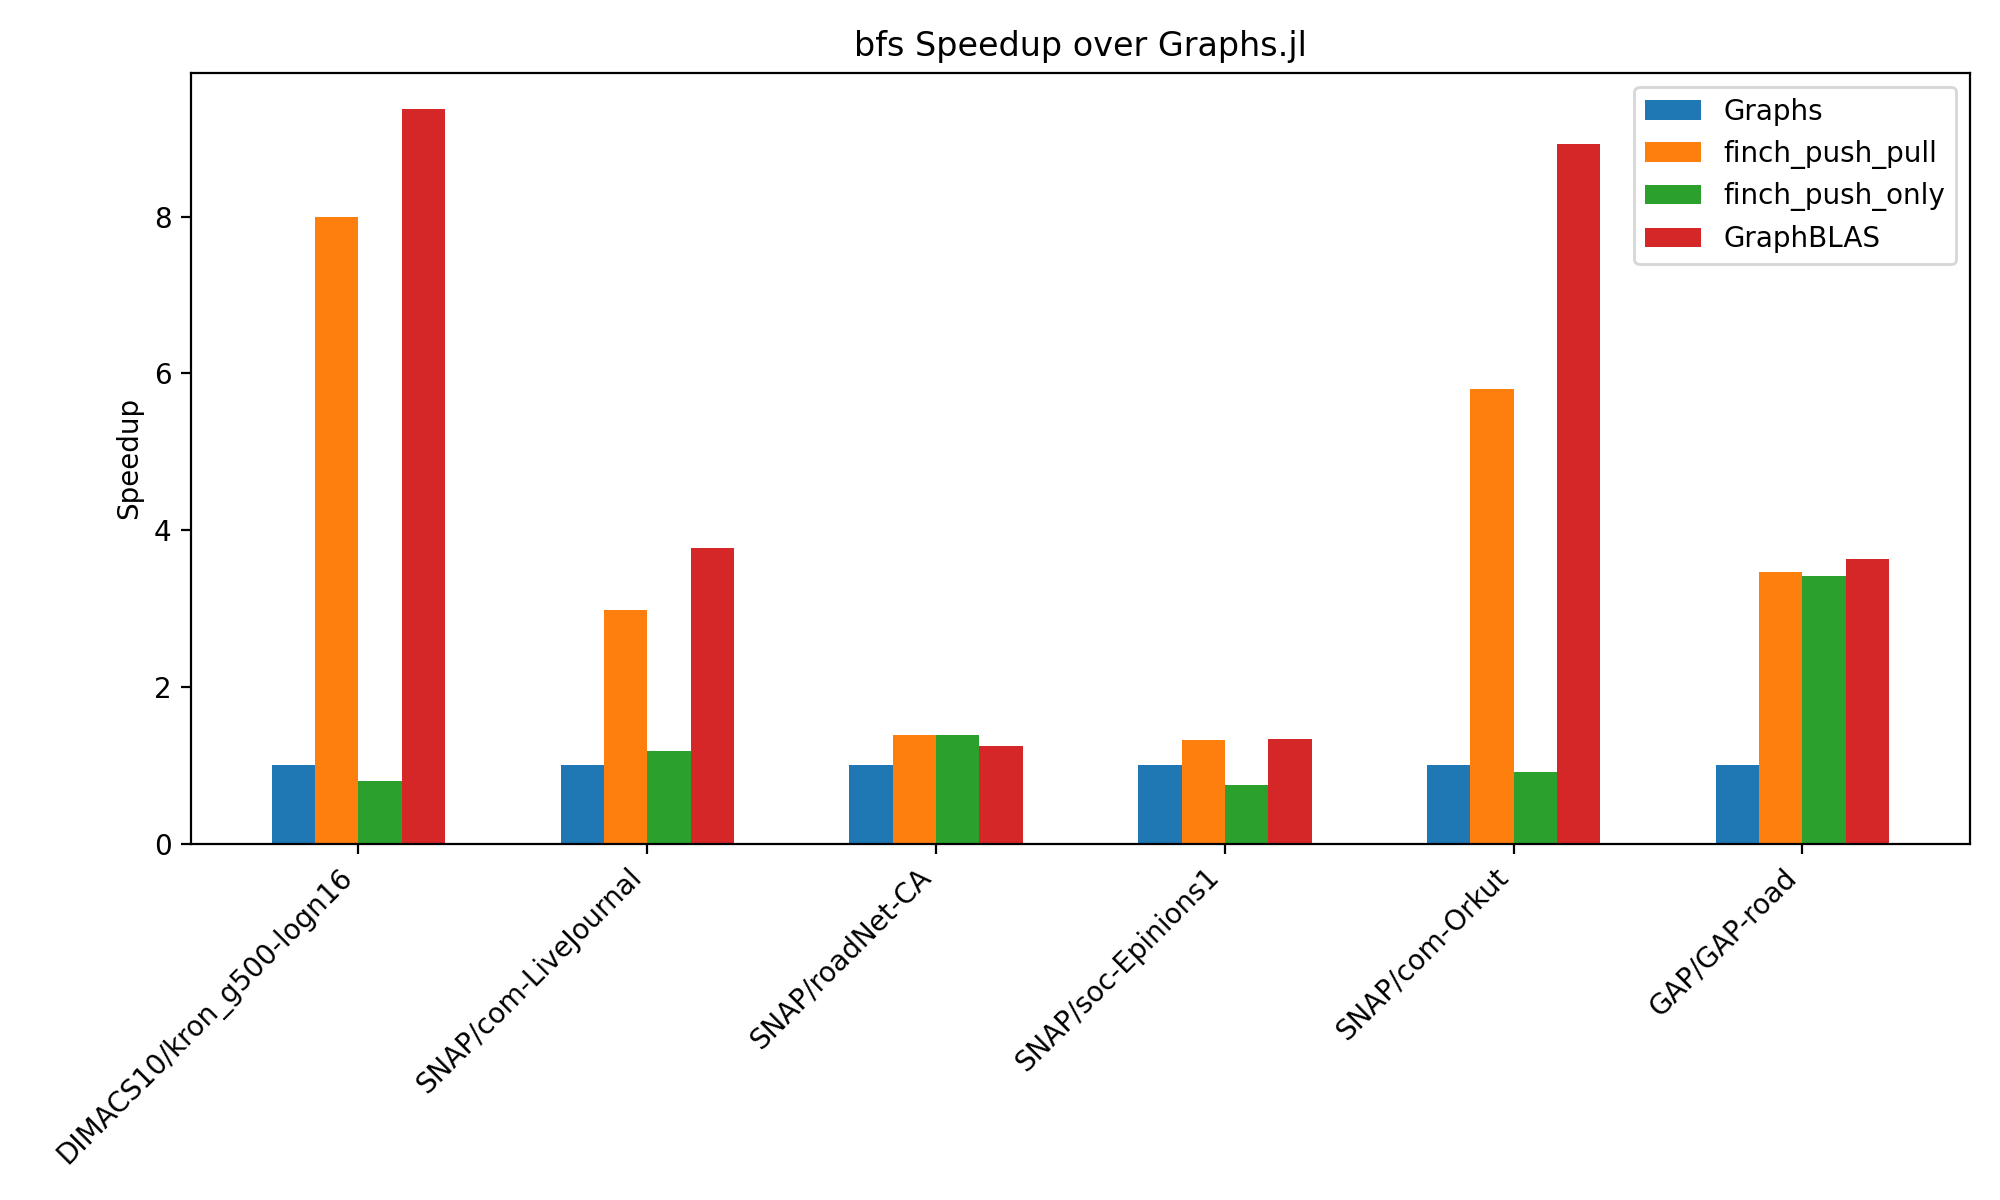 bfs Speedup over Graphs.jl
Graphs
finch_push_pull
finch_push_only
GraphBLAS
Speedup
8
6
4
2
0
DIMACS10/kron_g500-logn16
SNAP/com-LiveJournal
SNAP/roadNet-CA
SNAP/soc-Epinions1
SNAP/com-Orkut
GAP/GAP-road